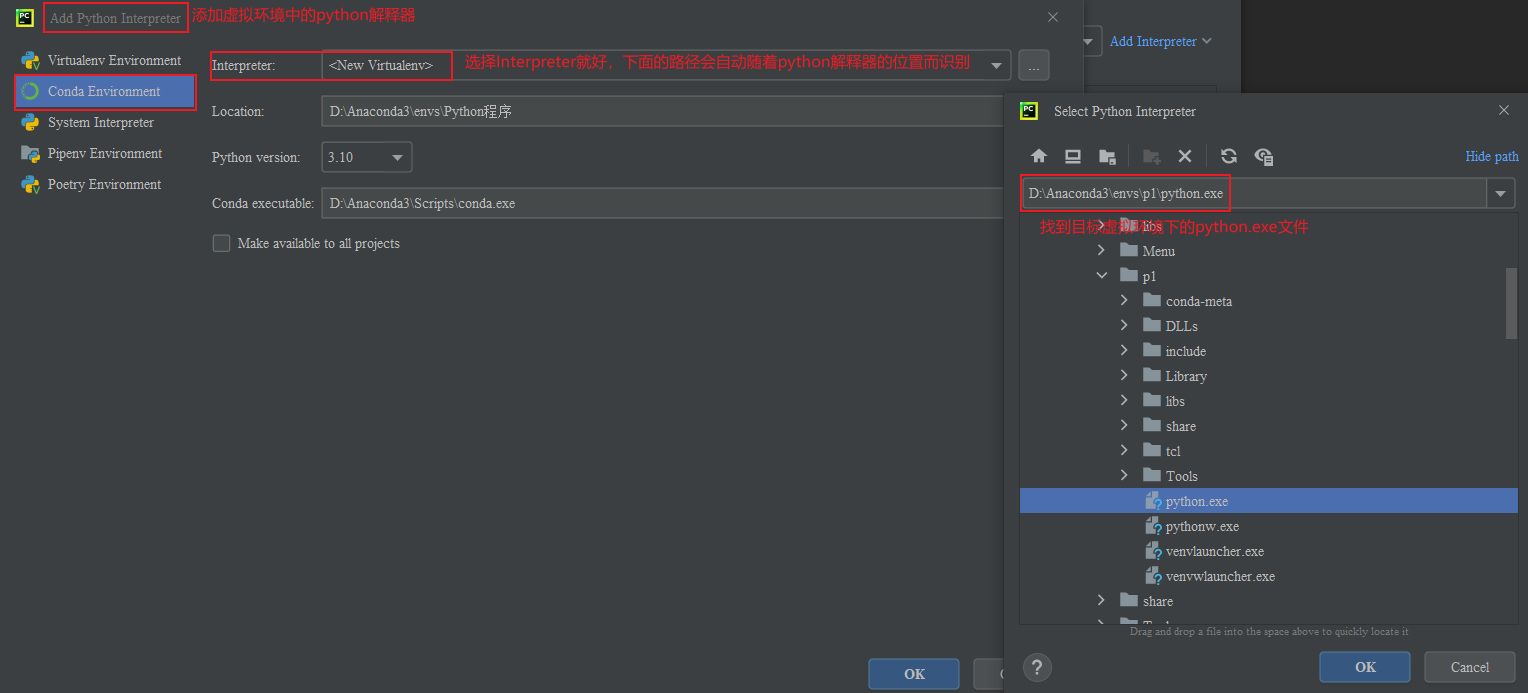 Add Python Interpreter
添加虚拟环境中的python解释器
Virtualenv Environment
Conda Environment
System Interpreter
Pipenv Environment
Poetry Environment
Interpreter:
<New Virtualenv>
选择Interpreter就好，下面的路径会自动随着python解释器的位置而识别
...
Location:
D:\Anaconda3\envs\Python程序
Python version:
3.10
Conda executable:
D:\Anaconda3\Scripts\conda.exe
Make available to all projects
OK
Add Interpreter
Select Python Interpreter
Hide path
D:\Anaconda3\envs\p1\python.exe
找到目标虚拟环境下的python.exe文件
libs
Menu
p1
conda-meta
DLLs
include
Library
libs
share
tcl
Tools
python.exe
pythonw.exe
venvlauncher.exe
venvwlauncher.exe
share
Drag and drop a file into the space above to quickly locate it
?
OK
Cancel